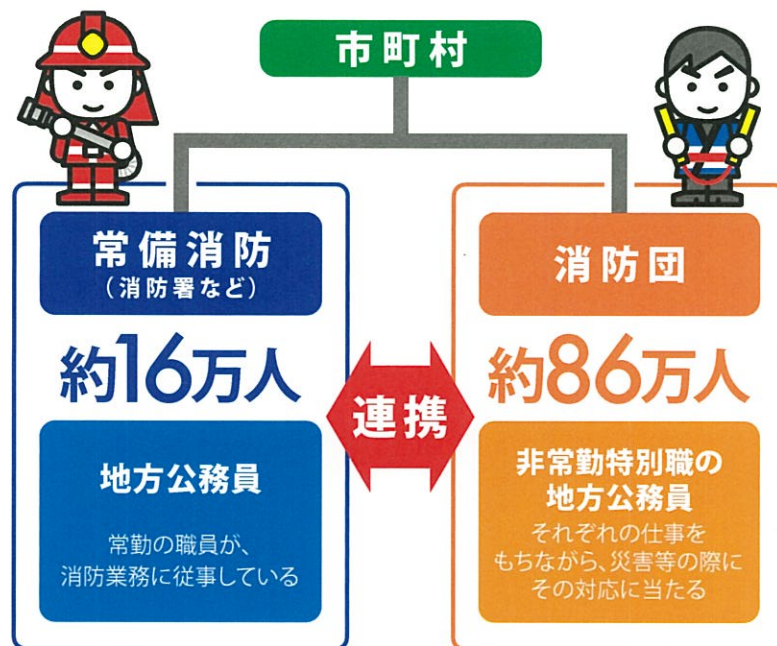 市町村
常備消防
（消防署など）
約16万人
地方公務員
常勤の職員が、
消防業務に従事している
連携
消防団
約86万人
非常勤特別職の
地方公務員
それぞれの仕事を
もちながら、災害等の際に
その対応に当たる